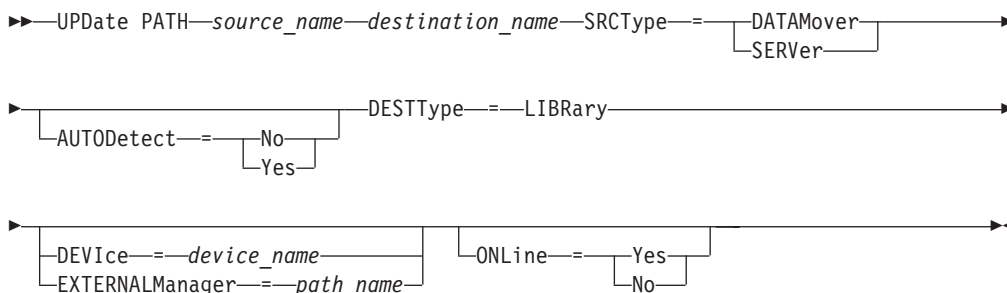 UPDate PATH source_name destination_name SRCType = DATAMover
SERVer
AUTODetect = No DESTType = LIBRary
Yes
DEVIce = device_name ONLine = Yes
EXTERNALManager = path_name No